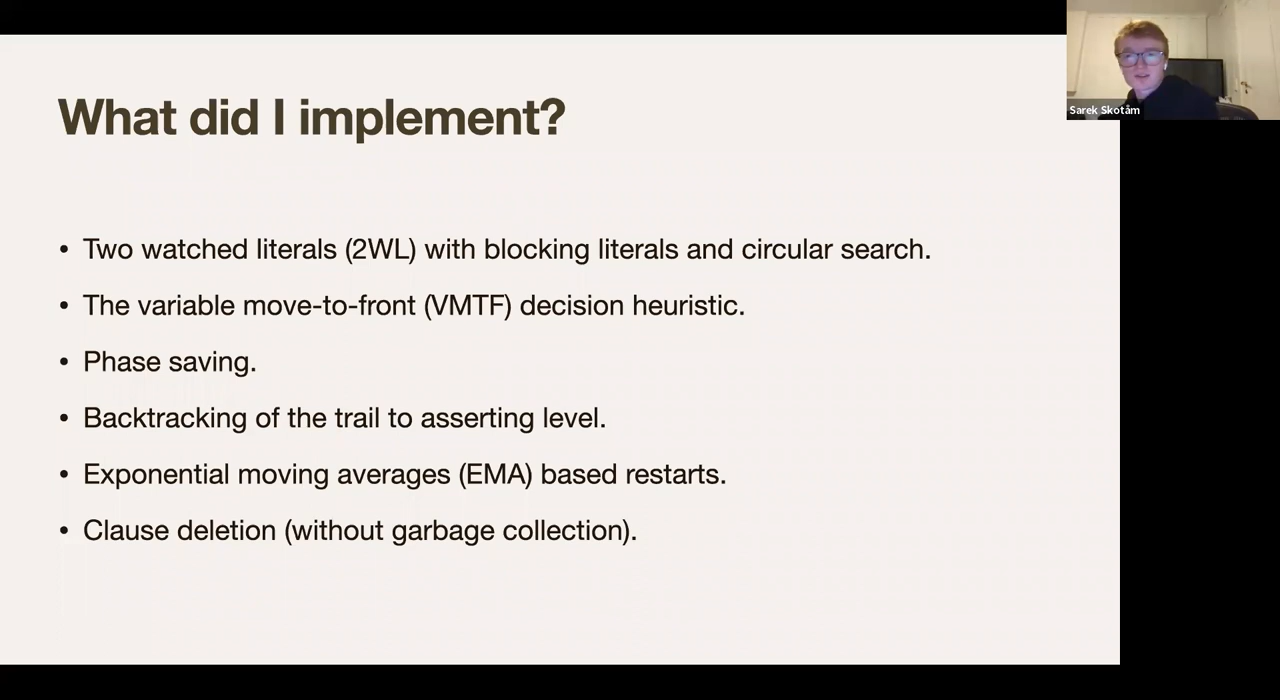 Sarek Skotåm
What did I implement?
• Two watched literals (2WL) with blocking literals and circular search.
• The variable move-to-front (VMTF) decision heuristic.
• Phase saving.
• Backtracking of the trail to asserting level.
• Exponential moving averages (EMA) based restarts.
• Clause deletion (without garbage collection).